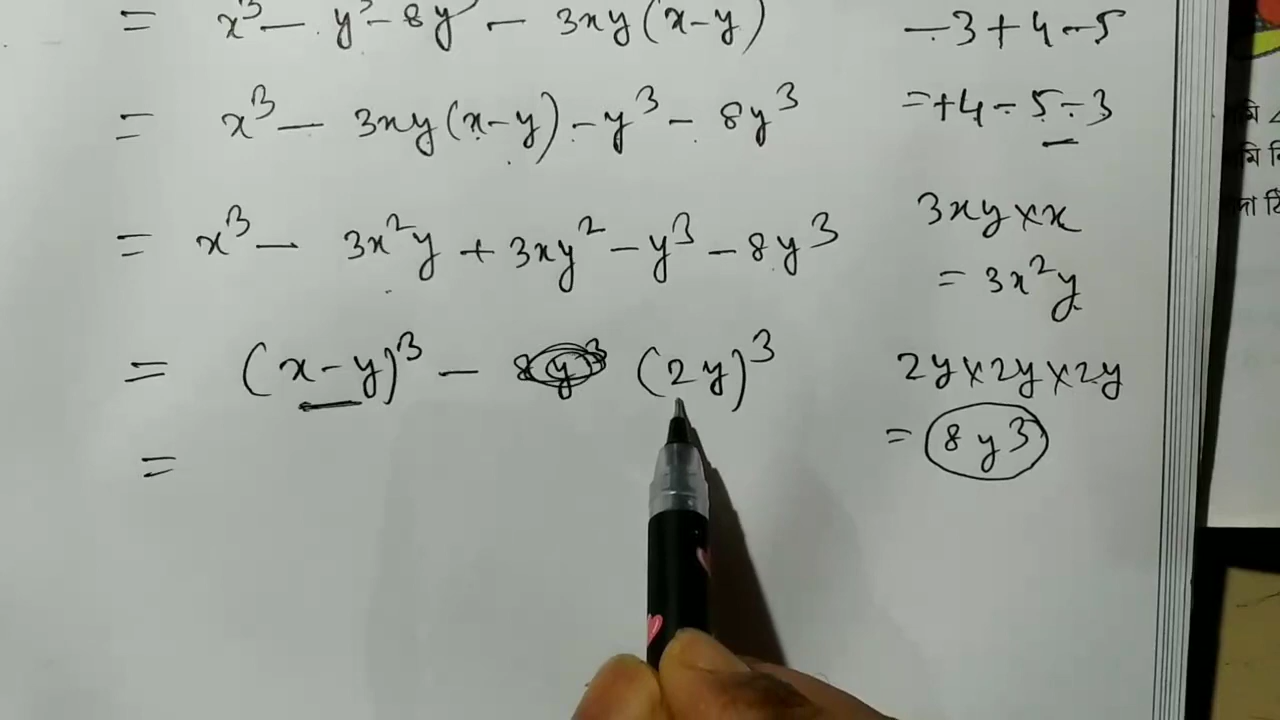 = x³ - y³ - 8y³ - 3xy(x-y)
= x³ - 3xy(x-y) - y³ - 8y³
= x³ - 3x²y + 3xy² - y³ - 8y³
= (x-y)³ - (2y)³
=
-3+4-5
=+4-5-3
3xy×x
= 3x²y
2y×2y×2y
= 8y3